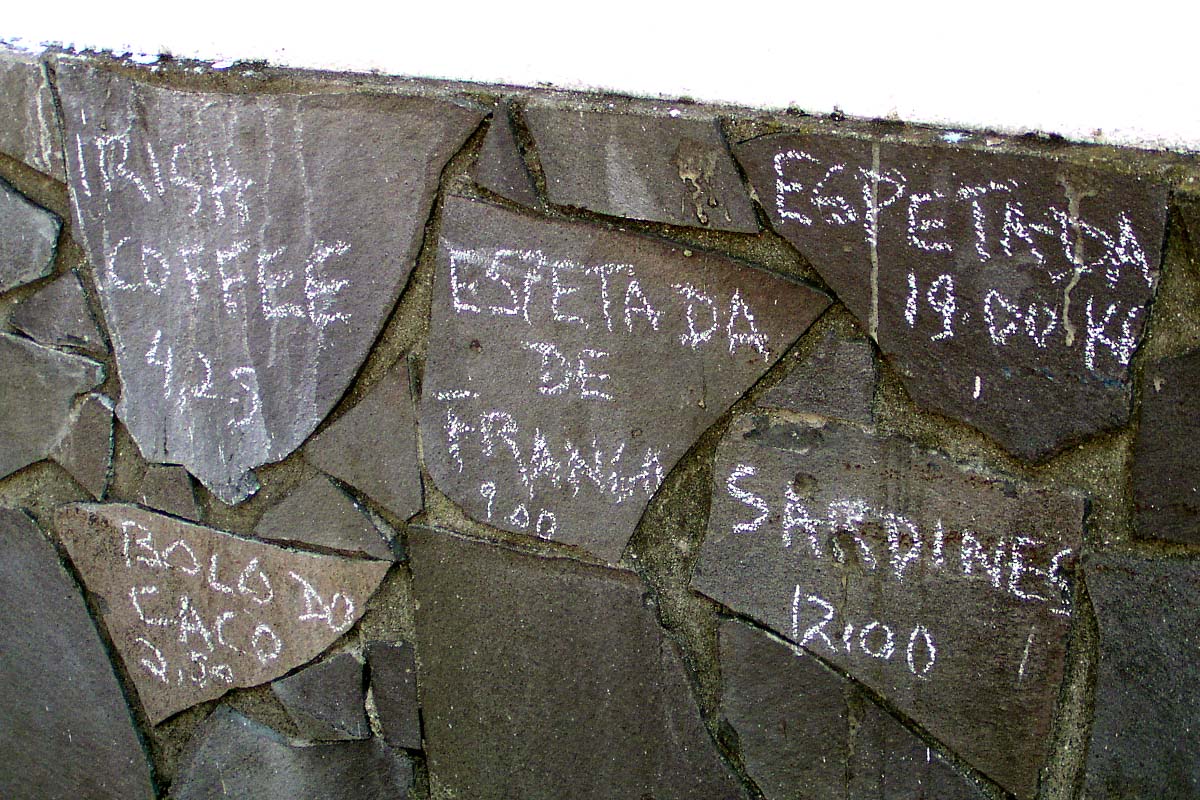 IRISH
COFFEE
4.25
ESPETADA
DE
FRANGA
9.00
ESPETADA
19.00 KG
BOLO DO
CACO
2.00
SARDINES
12.00